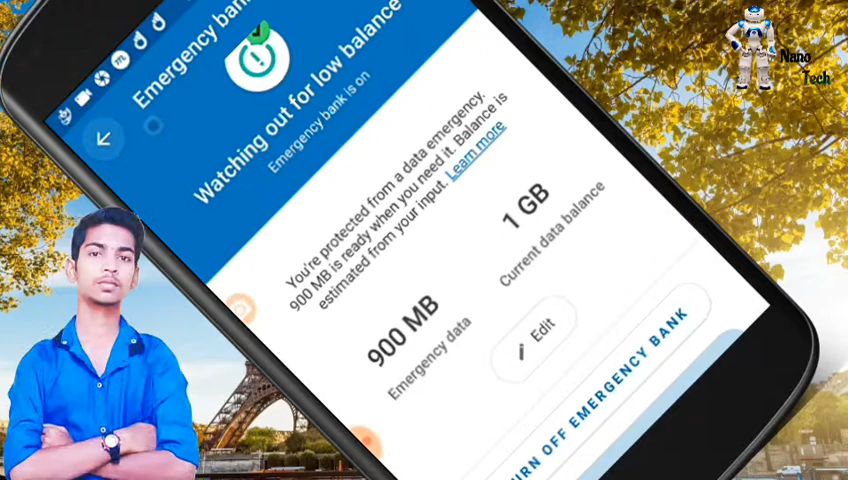 Emergency bank
Watching out for low balance
Emergency bank is on
You're protected from a data emergency.
900 MB is ready when you need it. Balance is
estimated from your input. Learn more
900 MB
Emergency data
1 GB
Current data balance
Edit
TURN OFF EMERGENCY BANK
Nano
Tech